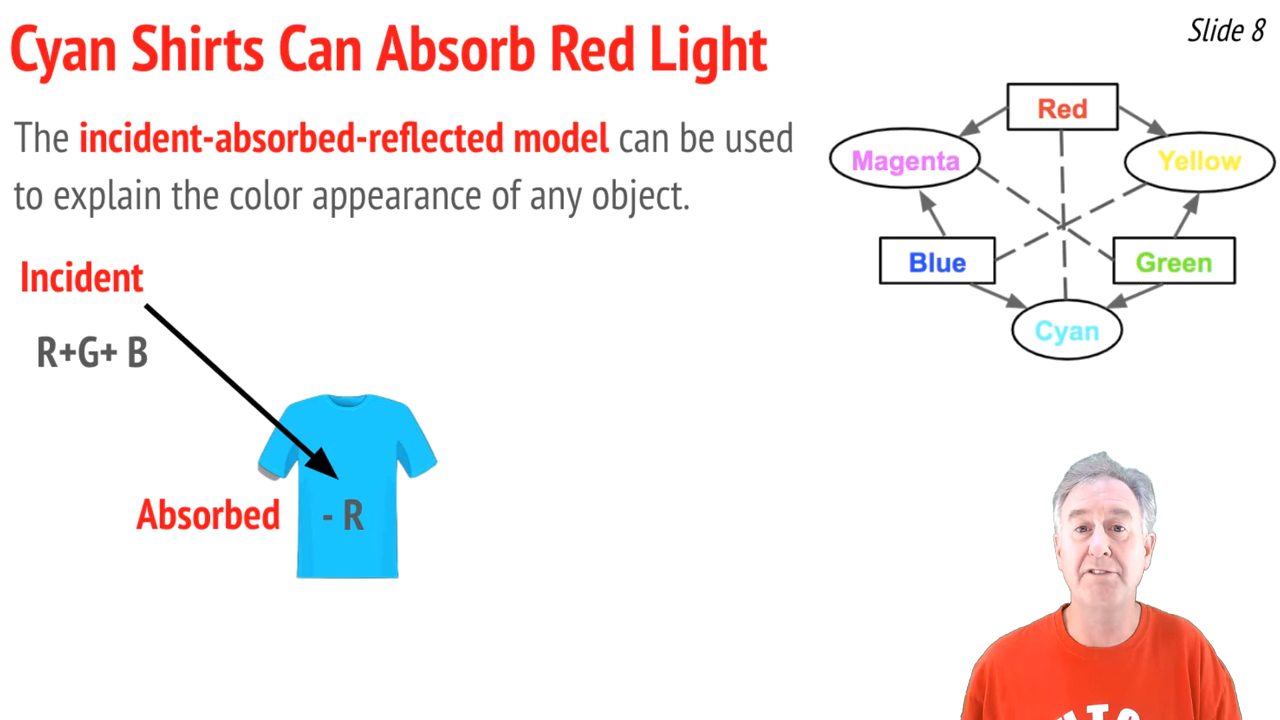 Cyan Shirts Can Absorb Red Light
Slide 8
The incident-absorbed-reflected model can be used
to explain the color appearance of any object.
Red
Magenta
Yellow
Blue
Green
Cyan
Incident
R+G+ B
Absorbed
- R